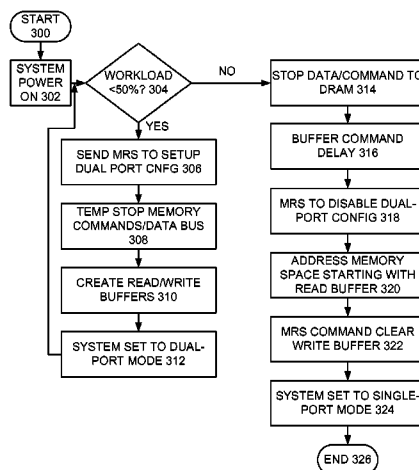 START
300
SYSTEM
POWER
ON 302
WORKLOAD
<50%? 304
NO
YES
SEND MRS TO SETUP
DUAL PORT CNFG 306
TEMP STOP MEMORY
COMMANDS/DATA BUS
308
CREATE READ/WRITE
BUFFERS 310
SYSTEM SET TO DUAL-
PORT MODE 312
STOP DATA/COMMAND TO
DRAM 314
BUFFER COMMAND
DELAY 316
MRS TO DISABLE DUAL-
PORT CONFIG 318
ADDRESS MEMORY
SPACE STARTING WITH
READ BUFFER 320
MRS COMMAND CLEAR
WRITE BUFFER 322
SYSTEM SET TO SINGLE-
PORT MODE 324
END 326